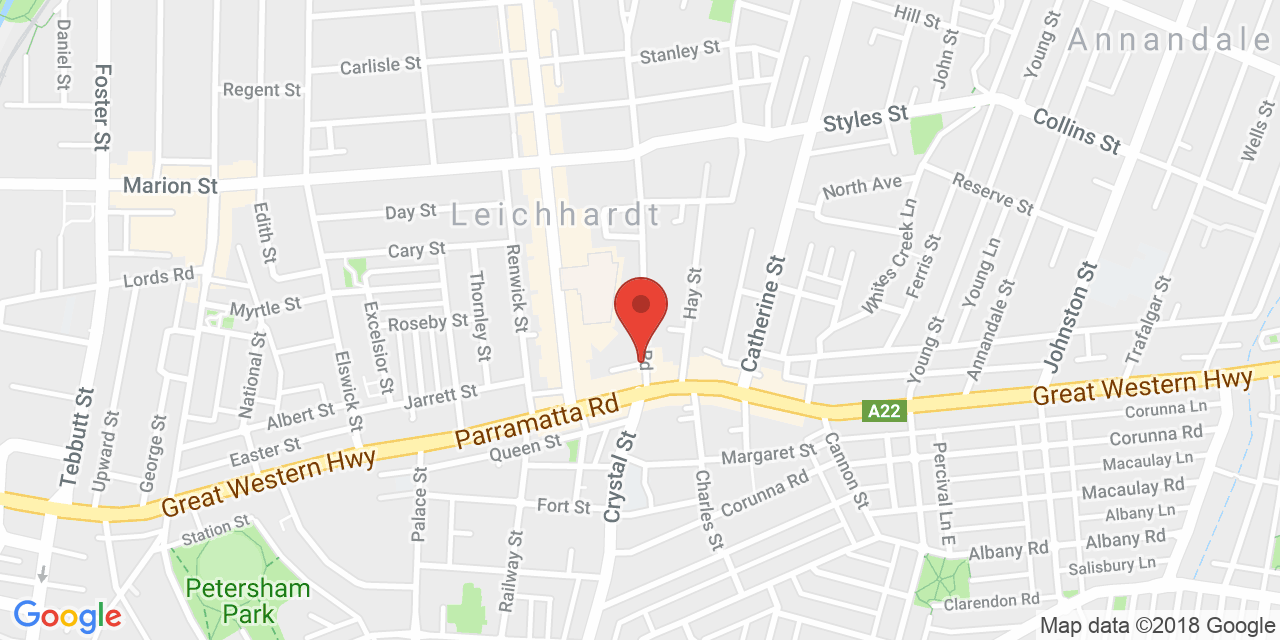 Hill St
Daniel St
Annandale
John St
Young St
Stanley St
Carlisle St
Foster St
Regent St
Styles St
Collins St
Wells St
Marion St
North Ave
Reserve St
Day St
Leichhardt
Edith St
Cary St
Whites Creek Ln
Ferris St
Young Ln
Lords Rd
Renwick St
Thornley St
Hay St
Catherine St
Johnston St
Myrtle St
Excelsior St
Annandale St
Trafalgar St
Roseby St
National St
Young St
Rd
Elswick St
Jarrett St
Great Western Hwy
Albert St
Parramatta Rd
A22
Corunna Ln
Tebbutt St
Upward St
George St
Easter St
Queen St
Crystal St
Margaret St
Cannon St
Percival Ln E
Corunna Rd
Great Western Hwy
Macaulay Ln
Palace St
Charles St
Corunna Rd
Macaulay Rd
Fort St
Albany Ln
Station St
Railway St
Albany Rd
Albany Rd
Salisbury Ln
Petersham
Park
Clarendon Rd
Google
Map data ©2018 Google